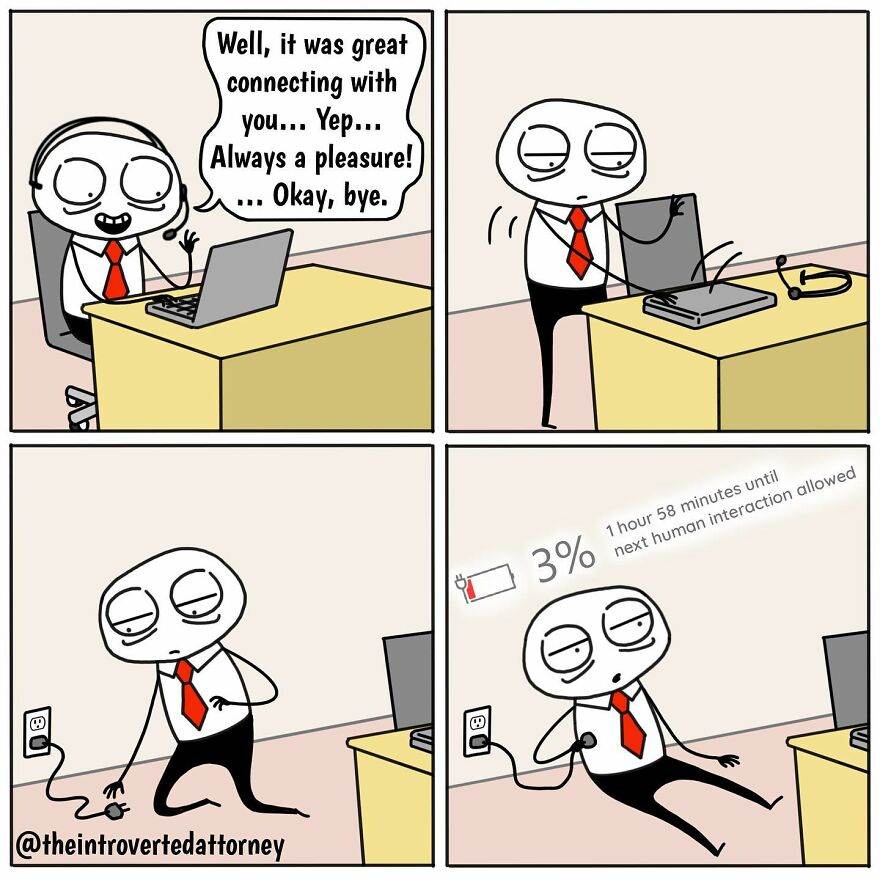 Well, it was great
connecting with
you... Yep...
Always a pleasure!
... Okay, bye.
3%
1 hour 58 minutes until
next human interaction allowed
@theintrovertedattorney